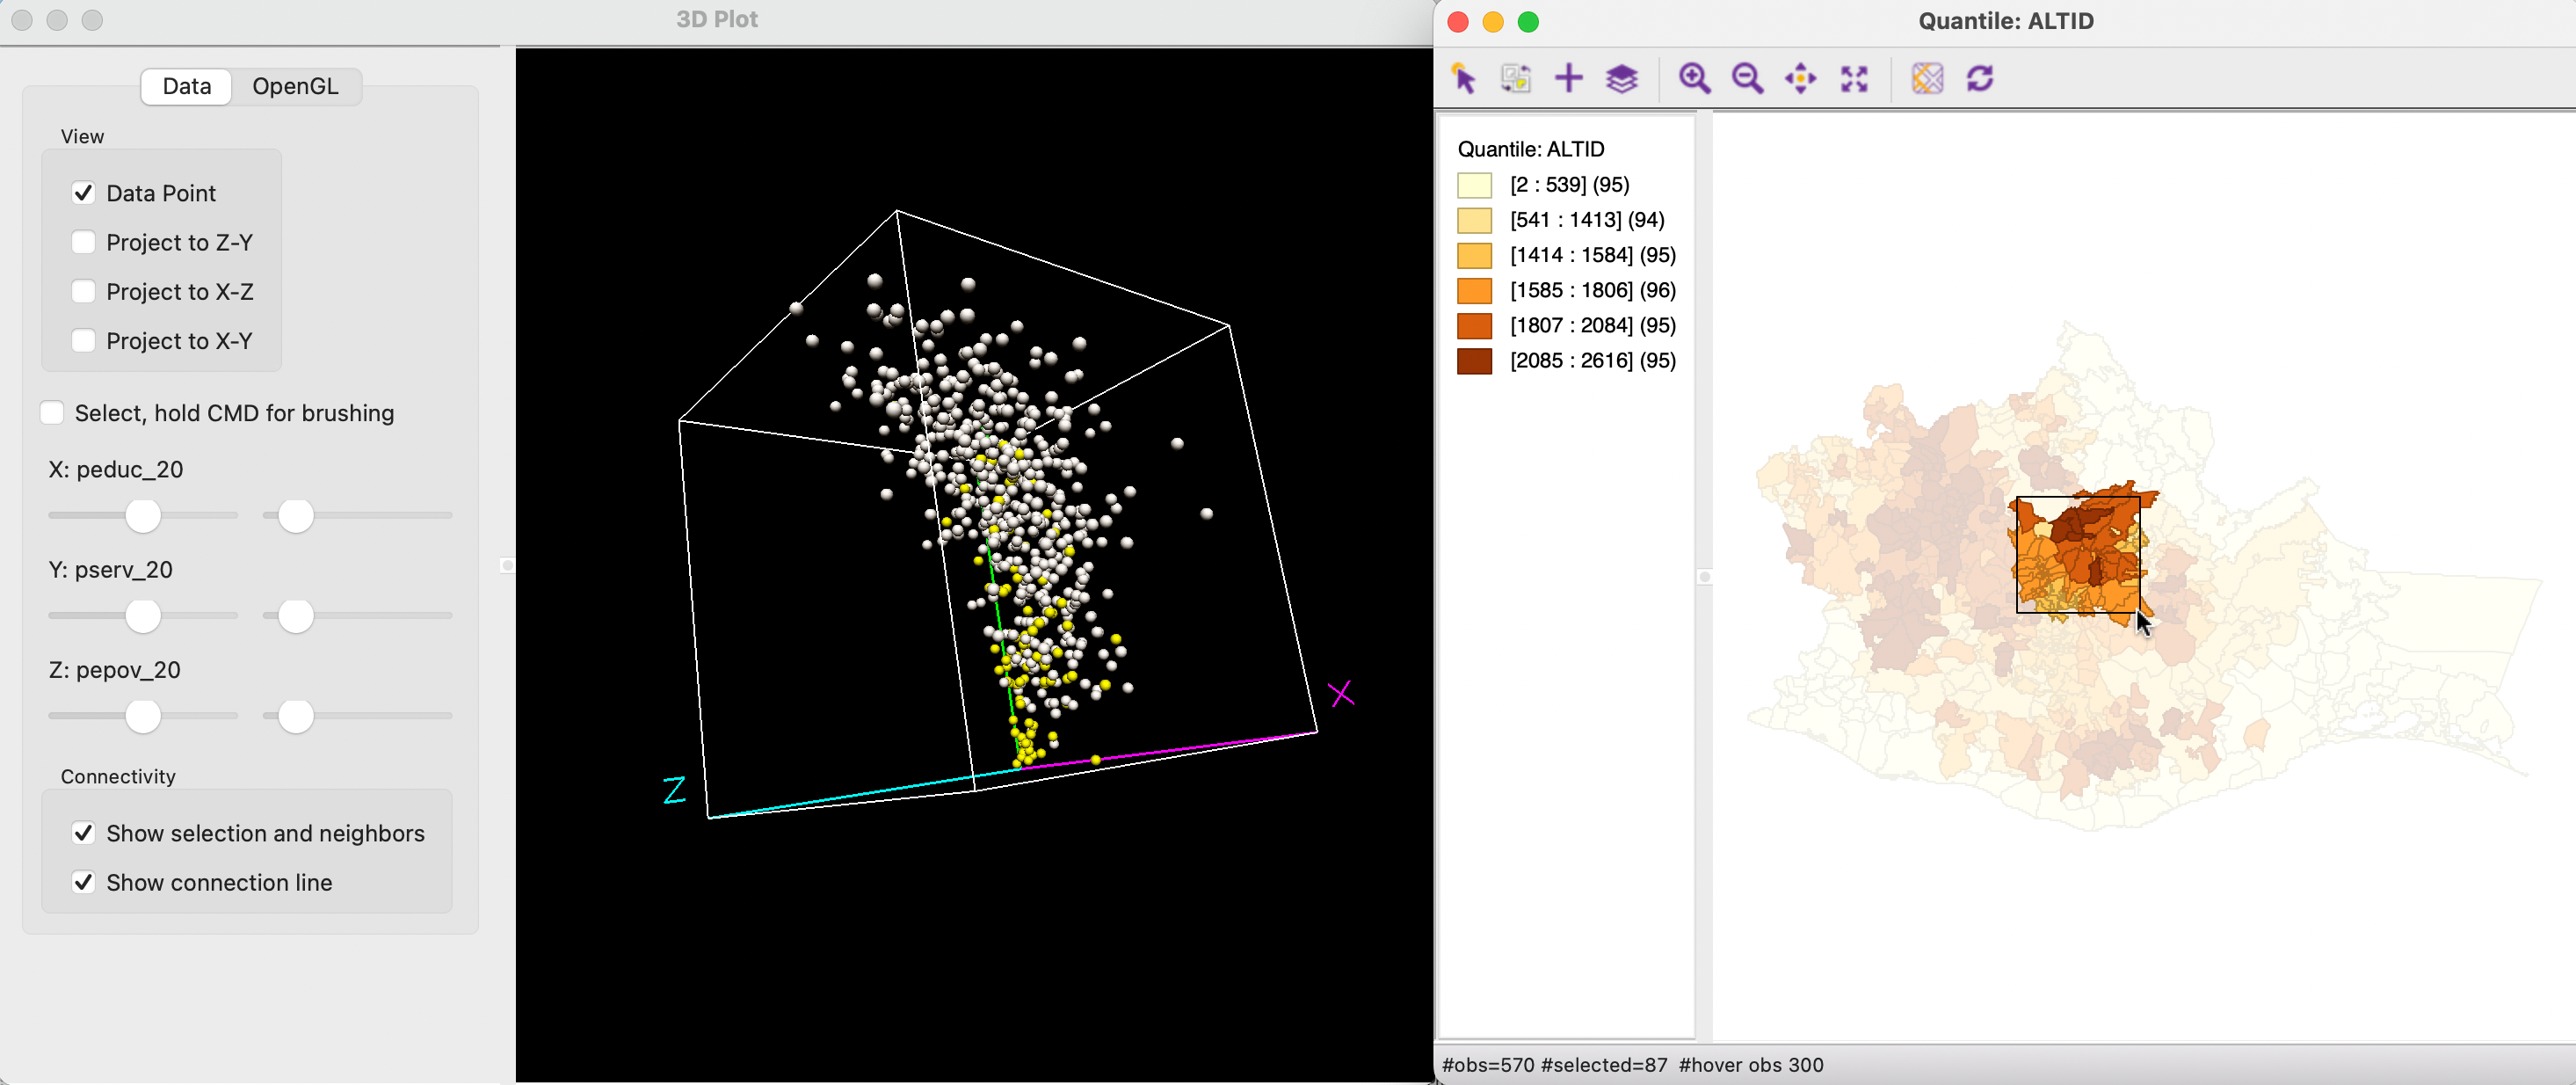 3D Plot
Data OpenGL
View
Data Point
Project to Z-Y
Project to X-Z
Project to X-Y
Select, hold CMD for brushing
X: peduc_20
Y: pserv_20
Z: pepov_20
Connectivity
Show selection and neighbors
Show connection line
X
Z
Quantile: ALTID
Quantile: ALTID
[2 : 539] (95)
[541 : 1413] (94)
[1414 : 1584] (95)
[1585 : 1806] (96)
[1807 : 2084] (95)
[2085 : 2616] (95)
#obs=570 #selected=87 #hover obs 300